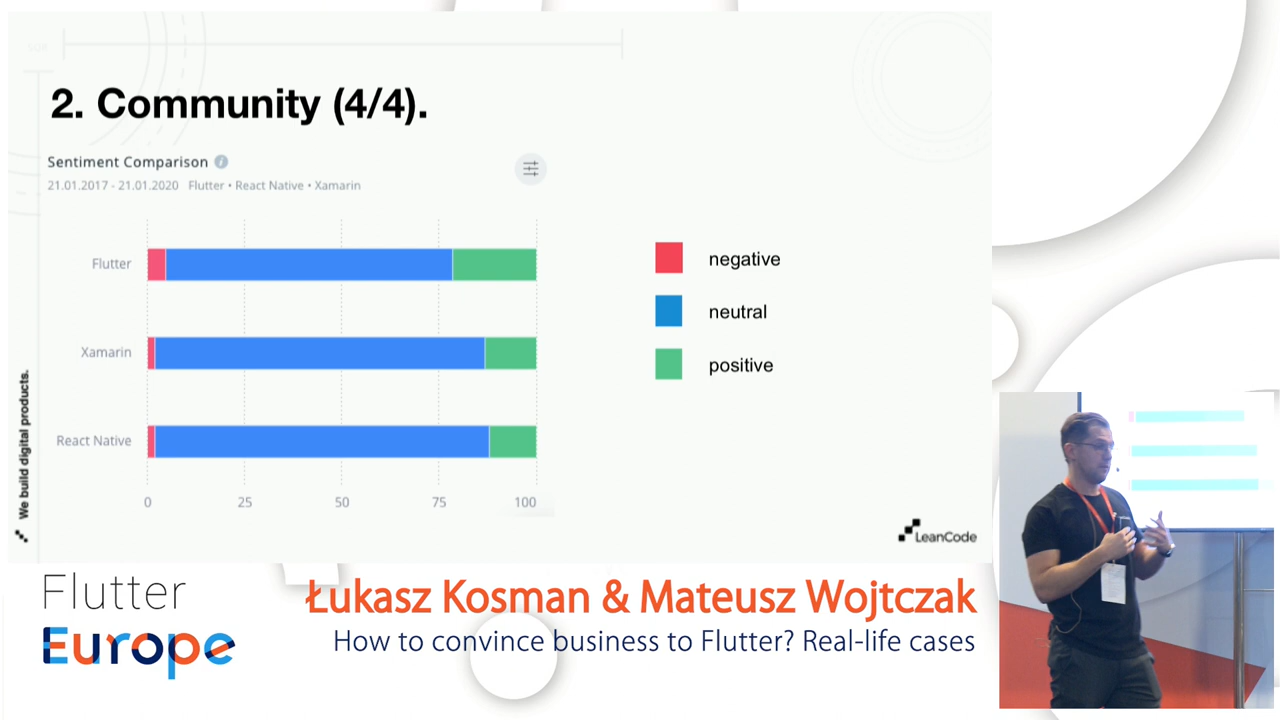 2. Community (4/4).
Sentiment Comparison
21.01.2017 - 21.01.2020 Flutter • React Native • Xamarin
Flutter
Xamarin
React Native
0 25 50 75 100
negative
neutral
positive
We build digital products.
LeanCode
Flutter
Europe
Łukasz Kosman & Mateusz Wojtczak
How to convince business to Flutter? Real-life cases